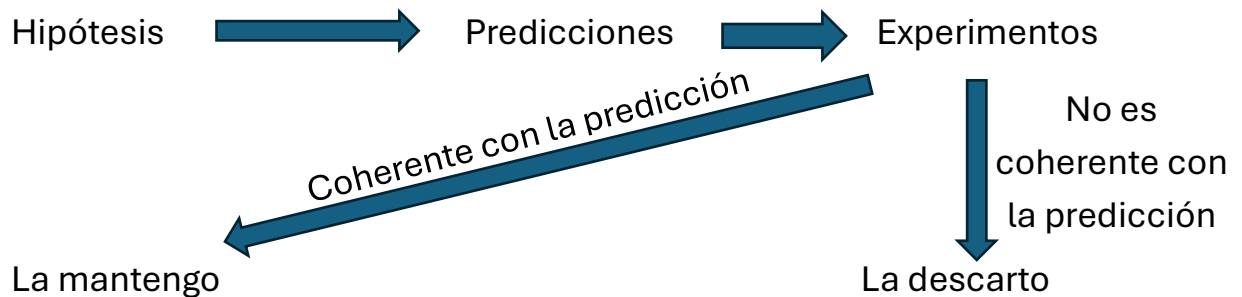 Hipótesis
Predicciones
Experimentos
Coherente con la predicción
No es
coherente con
la predicción
La mantengo
La descarto